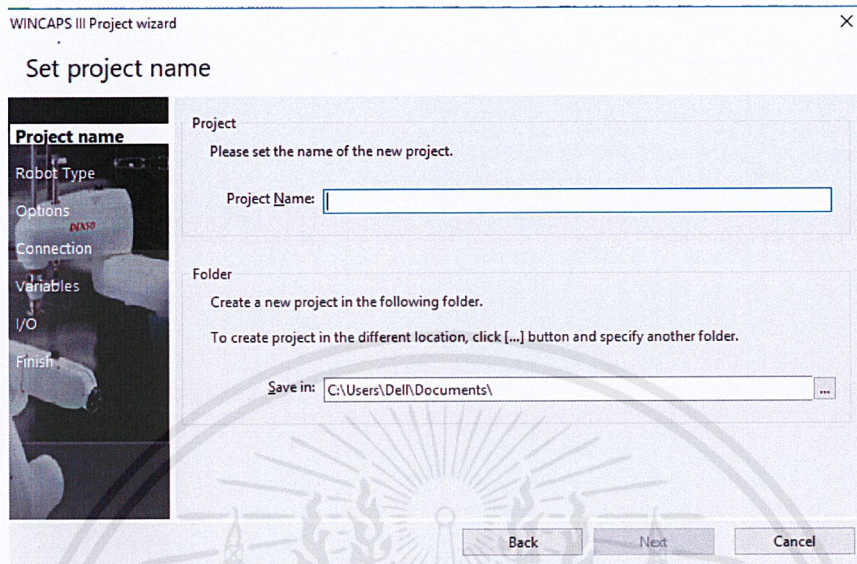 WINCAPS III Project wizard
Set project name
Project name
Robot Type
Options
Connection
Variables
I/O
Finish
DENSO
Project
Please set the name of the new project.
Project Name:
Folder
Create a new project in the following folder.
To create project in the different location, click [...] button and specify another folder.
Save in: C:\Users\Dell\Documents\ ...
Back Next Cancel